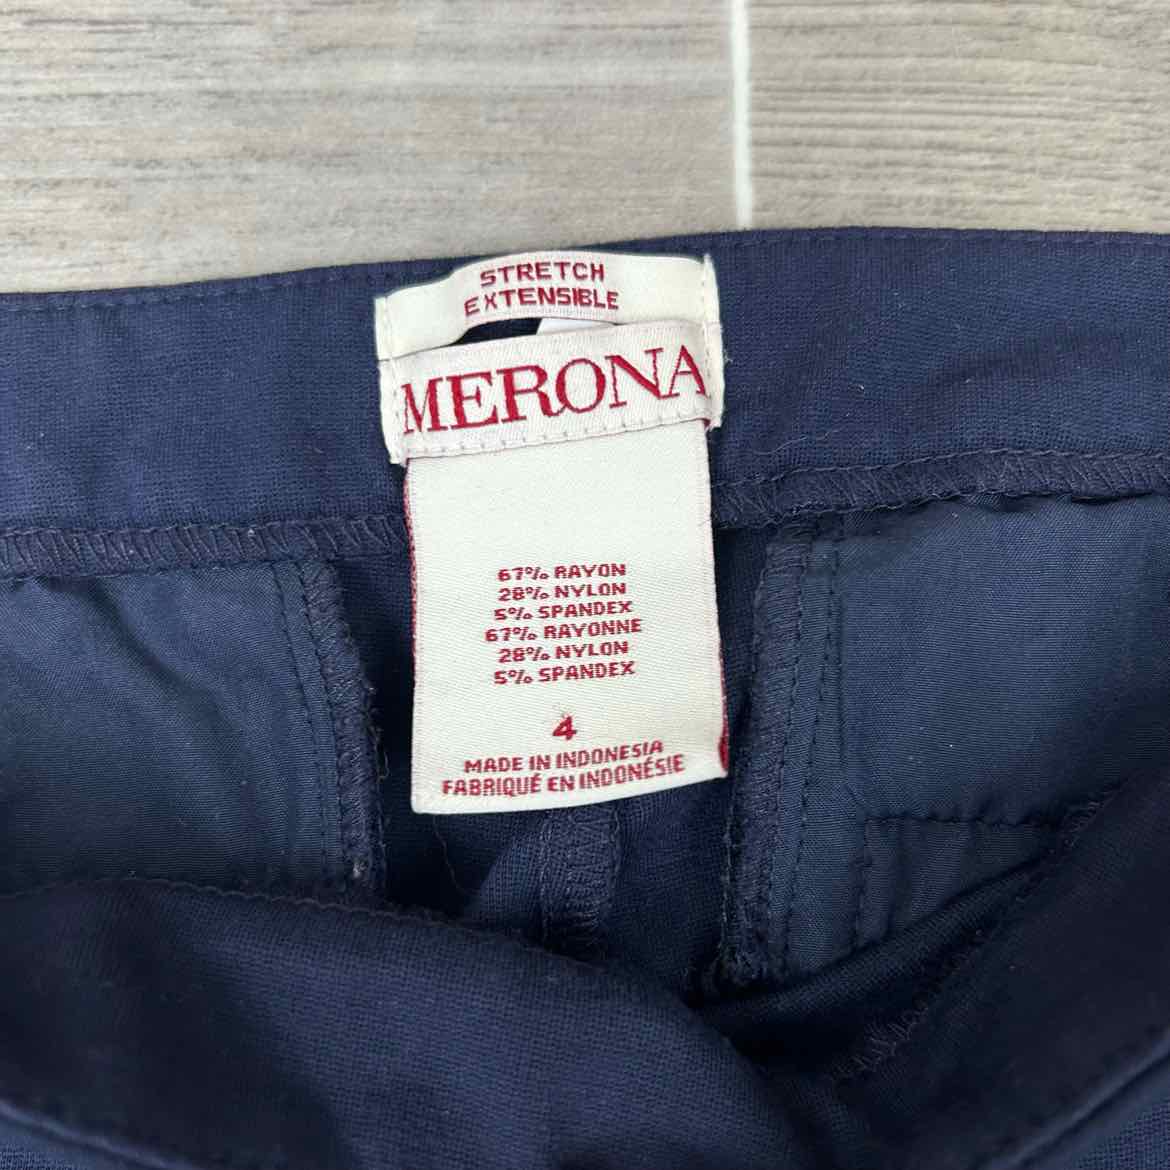 STRETCH
EXTENSIBLE
MERONA
67% RAYON
28% NYLON
5% SPANDEX
67% RAYONNE
28% NYLON
5% SPANDEX
4
MADE IN INDONESIA
FABRIQUÉ EN INDONÉSIE